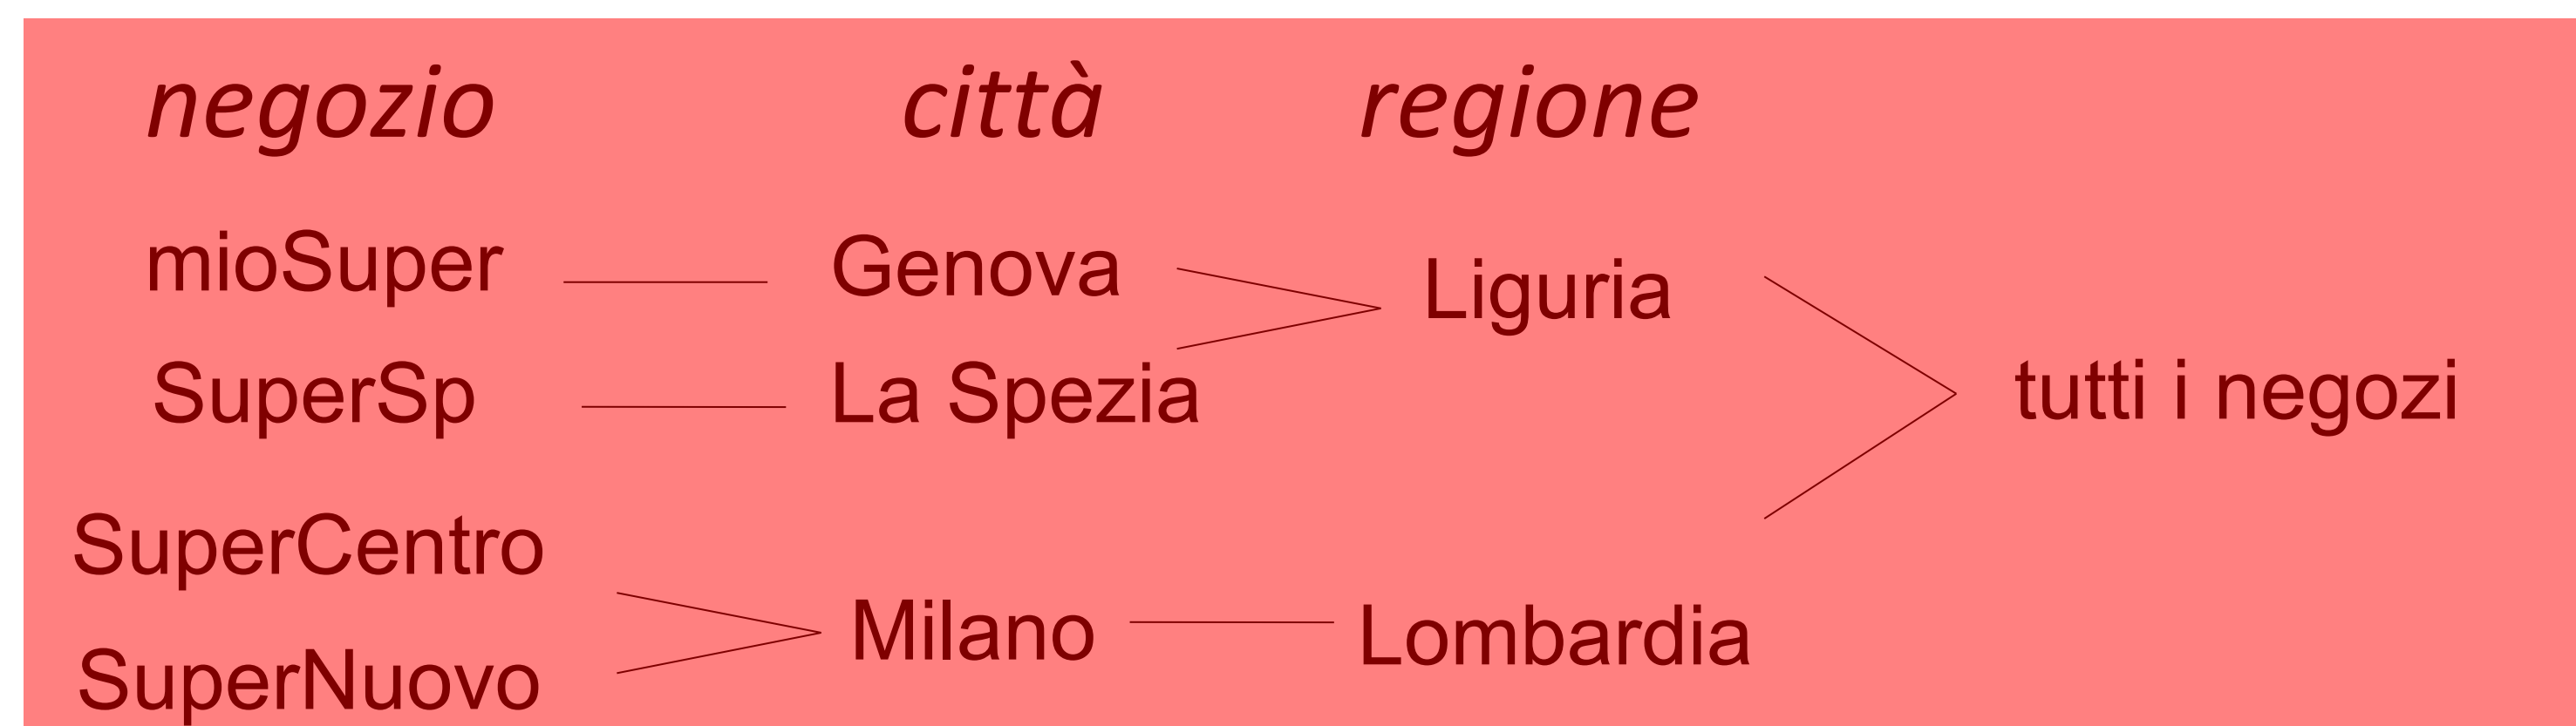 negozio città regione
mioSuper Genova Liguria
SuperSp La Spezia tutti i negozi
SuperCentro
Milano Lombardia
SuperNuovo